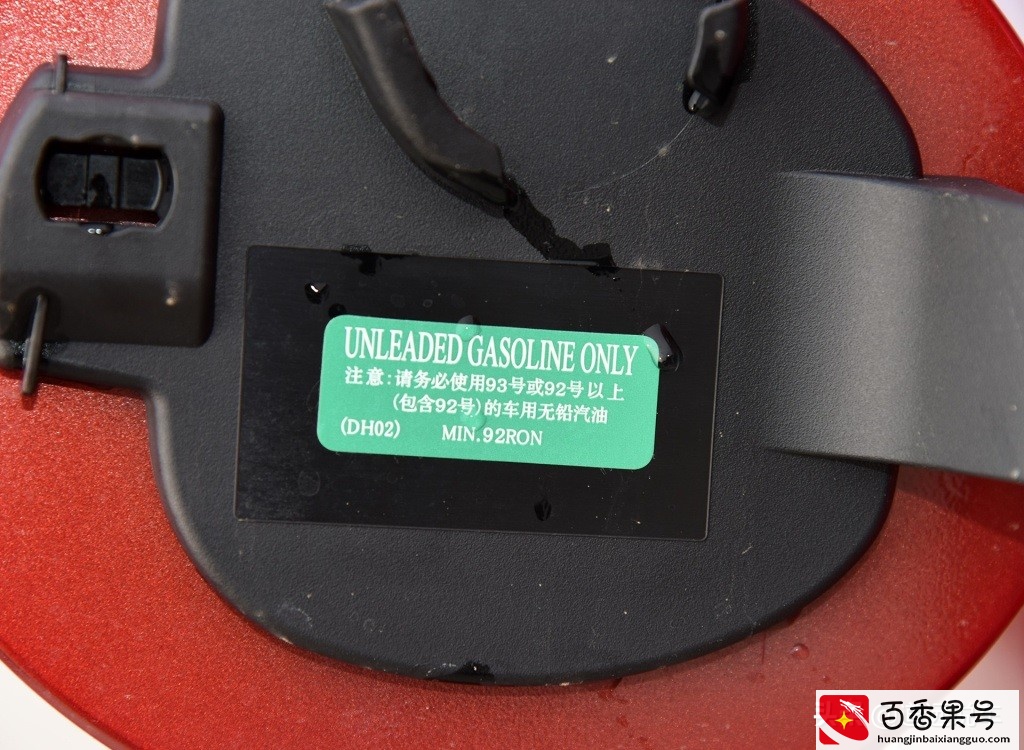 UNLEADED GASOLINE ONLY
注意:请务必使用93号或92号以上
(包含92号)的车用无铅汽油
(DH02) MIN.92RON
百香果号
huangjinbaixiangguo.com